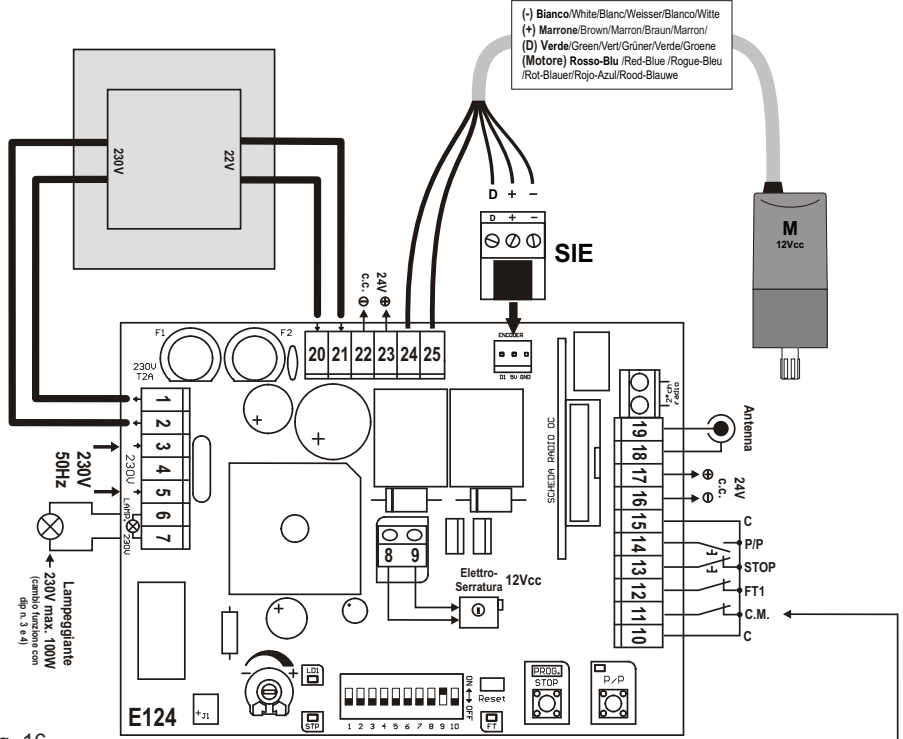 (-) Bianco/White/Blanc/Weisser/Blanco/Witte
(+) Marrone/Brown/Marron/Braun/Marron/
(D) Verde/Green/Vert/Grüner/Verde/Groene
(Motore) Rosso-Blu /Red-Blue /Rogue-Bleu
/Rot-Blauer/Rojo-Azul/Rood-Blauwe
230V
22V
D + −
D + −
SIE
M
12Vcc
c.c. ⊖
24V ⊕
F1
F2
230V
T2A
20 21 22 23 24 25
ENCODER
D1 5V GND
2°ch
radio
1
2
3
4
5
6
7
230V
50Hz
230V
LAMP.
230V
Lampeggiante
230V max. 100W
(cambio funzione con
dip n. 3 e 4)
SCHEDA RADIO OC
19
18
17
16
15
14
13
12
11
10
Antenna
⊕
⊖
24V
c.c.
C
P/P
STOP
FT1
C.M.
C
8 9
Elettro-
Serratura
12Vcc
+
+
+
+
- +
LD1
STP
ON
OFF
1 2 3 4 5 6 7 8 9 10
Reset
FT
PROG.
STOP
P/P
E124
+J1
g. 16